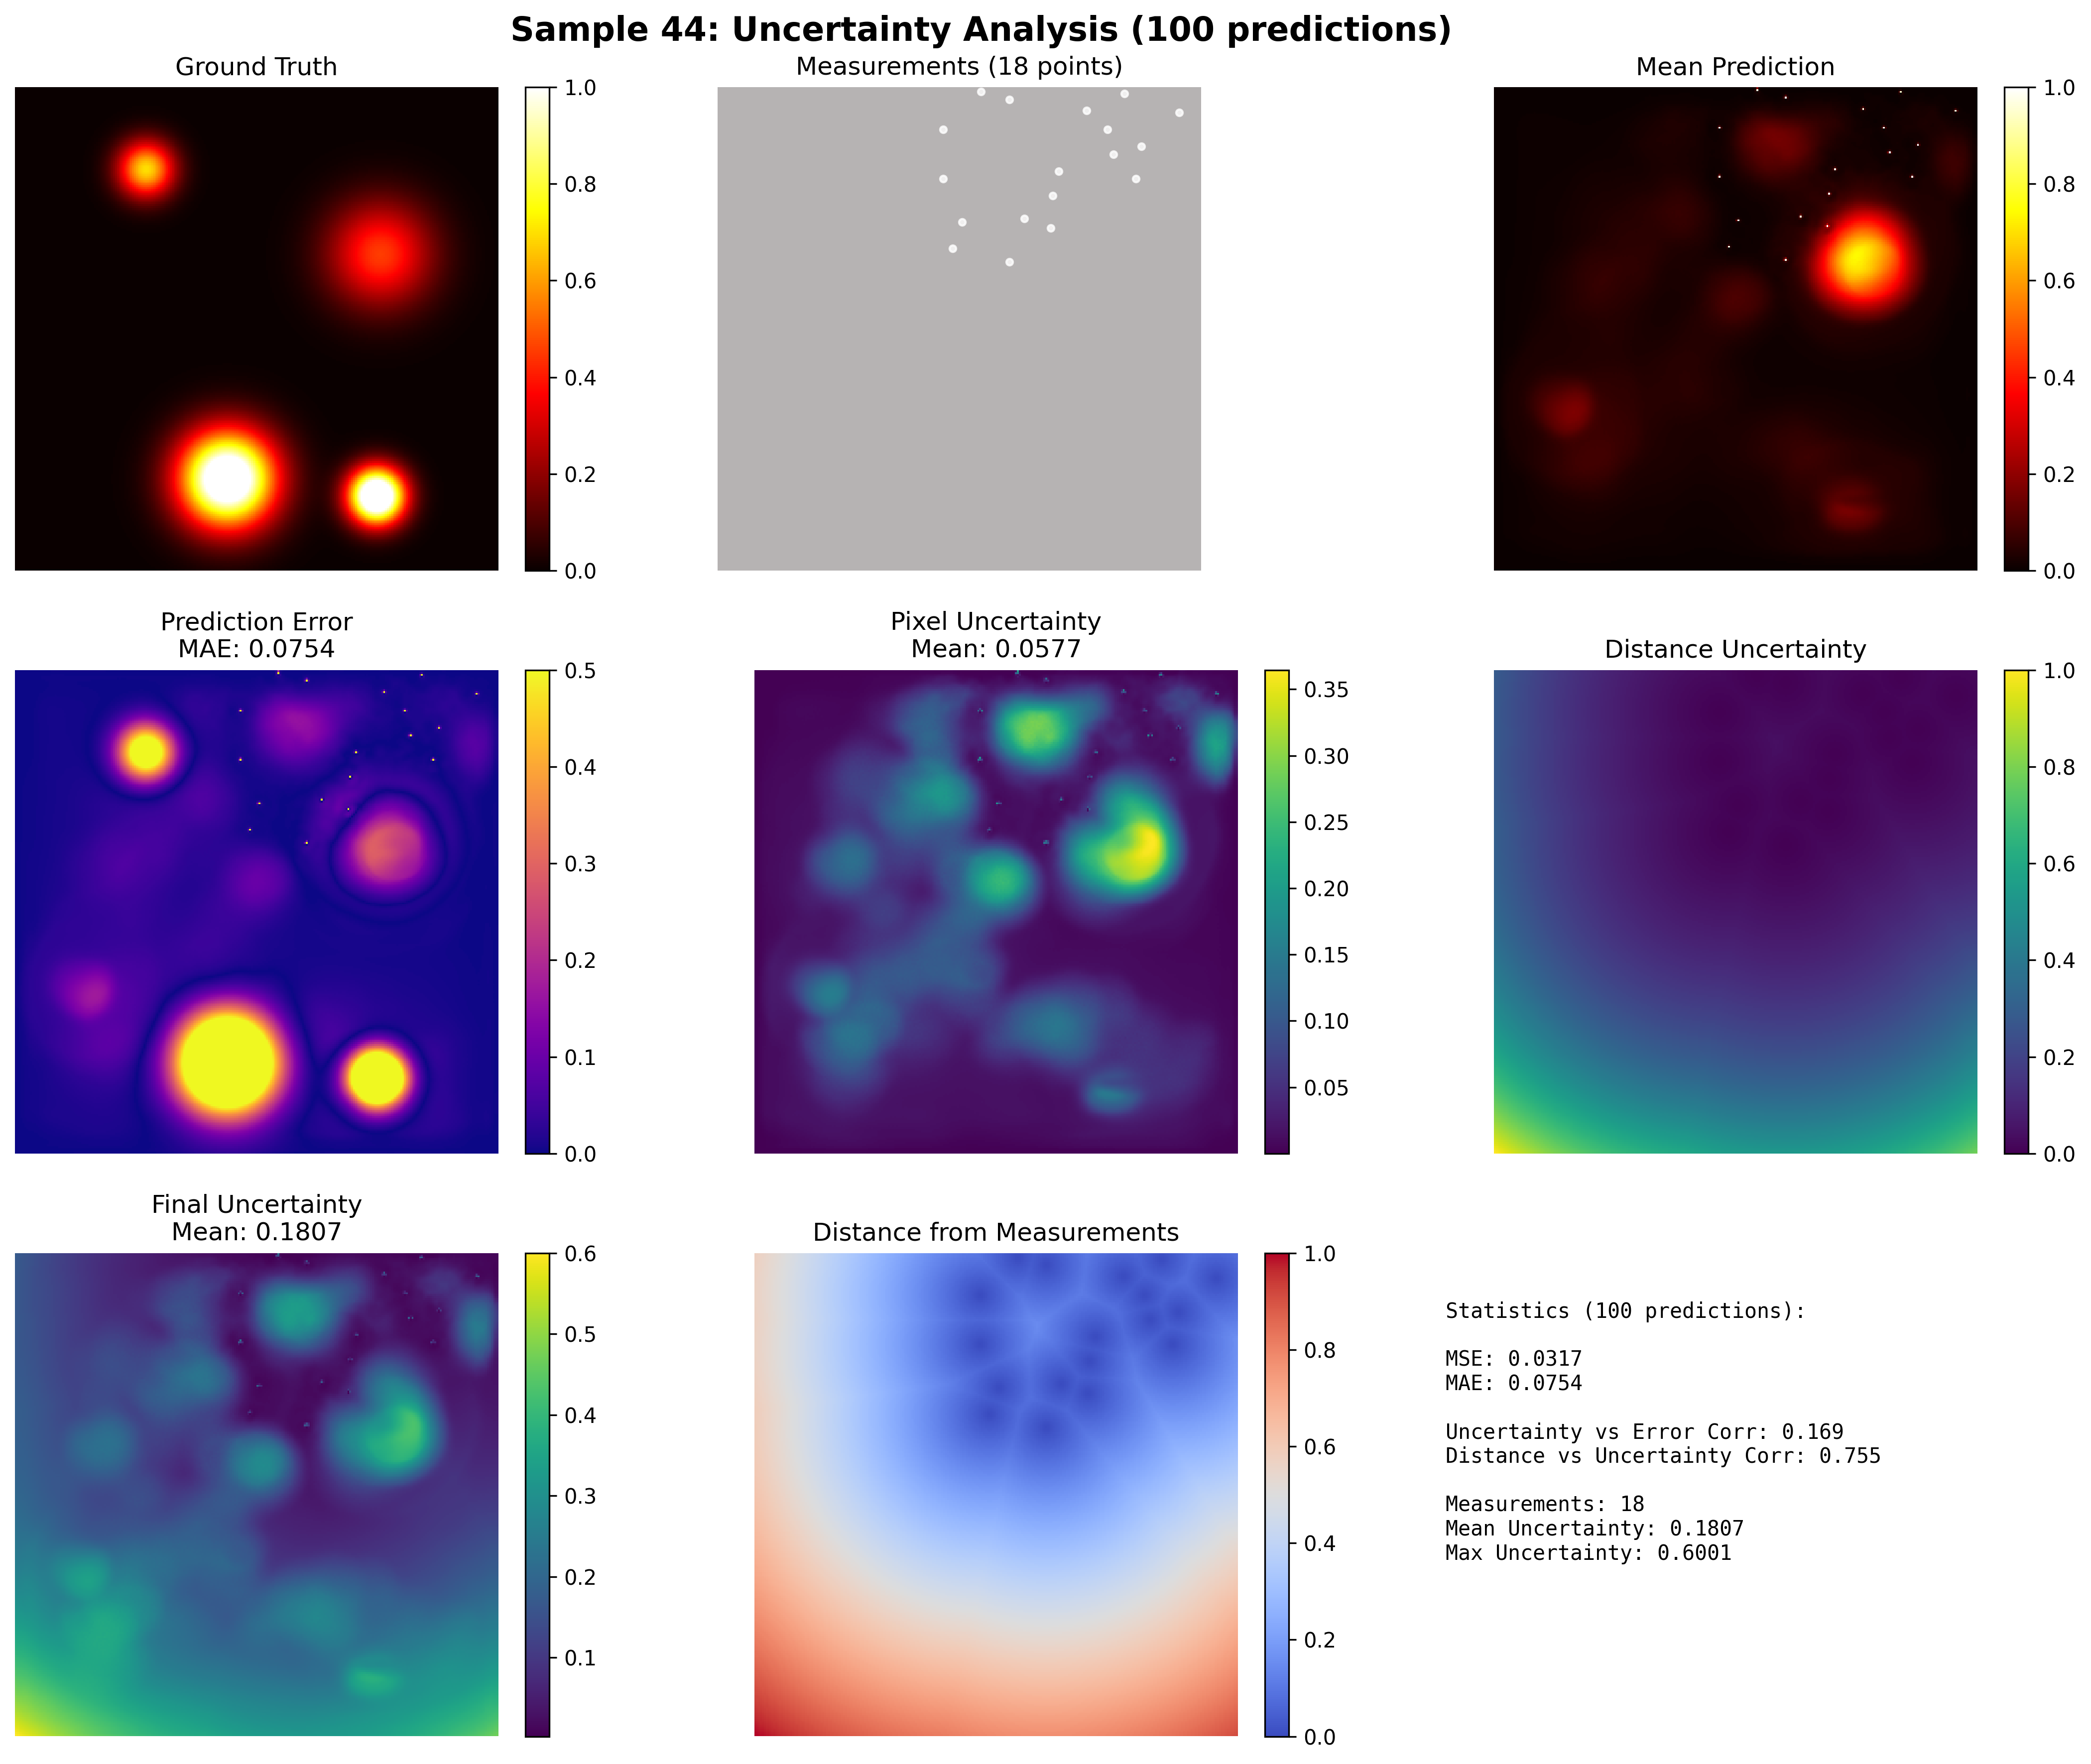 Sample 44: Uncertainty Analysis (100 predictions)
Ground Truth
1.0
0.8
0.6
0.4
0.2
0.0
Measurements (18 points)
Mean Prediction
1.0
0.8
0.6
0.4
0.2
0.0
Prediction Error
MAE: 0.0754
0.5
0.4
0.3
0.2
0.1
0.0
Pixel Uncertainty
Mean: 0.0577
0.35
0.30
0.25
0.20
0.15
0.10
0.05
Distance Uncertainty
1.0
0.8
0.6
0.4
0.2
0.0
Final Uncertainty
Mean: 0.1807
0.6
0.5
0.4
0.3
0.2
0.1
Distance from Measurements
1.0
0.8
0.6
0.4
0.2
0.0
Statistics (100 predictions):
MSE: 0.0317
MAE: 0.0754
Uncertainty vs Error Corr: 0.169
Distance vs Uncertainty Corr: 0.755
Measurements: 18
Mean Uncertainty: 0.1807
Max Uncertainty: 0.6001